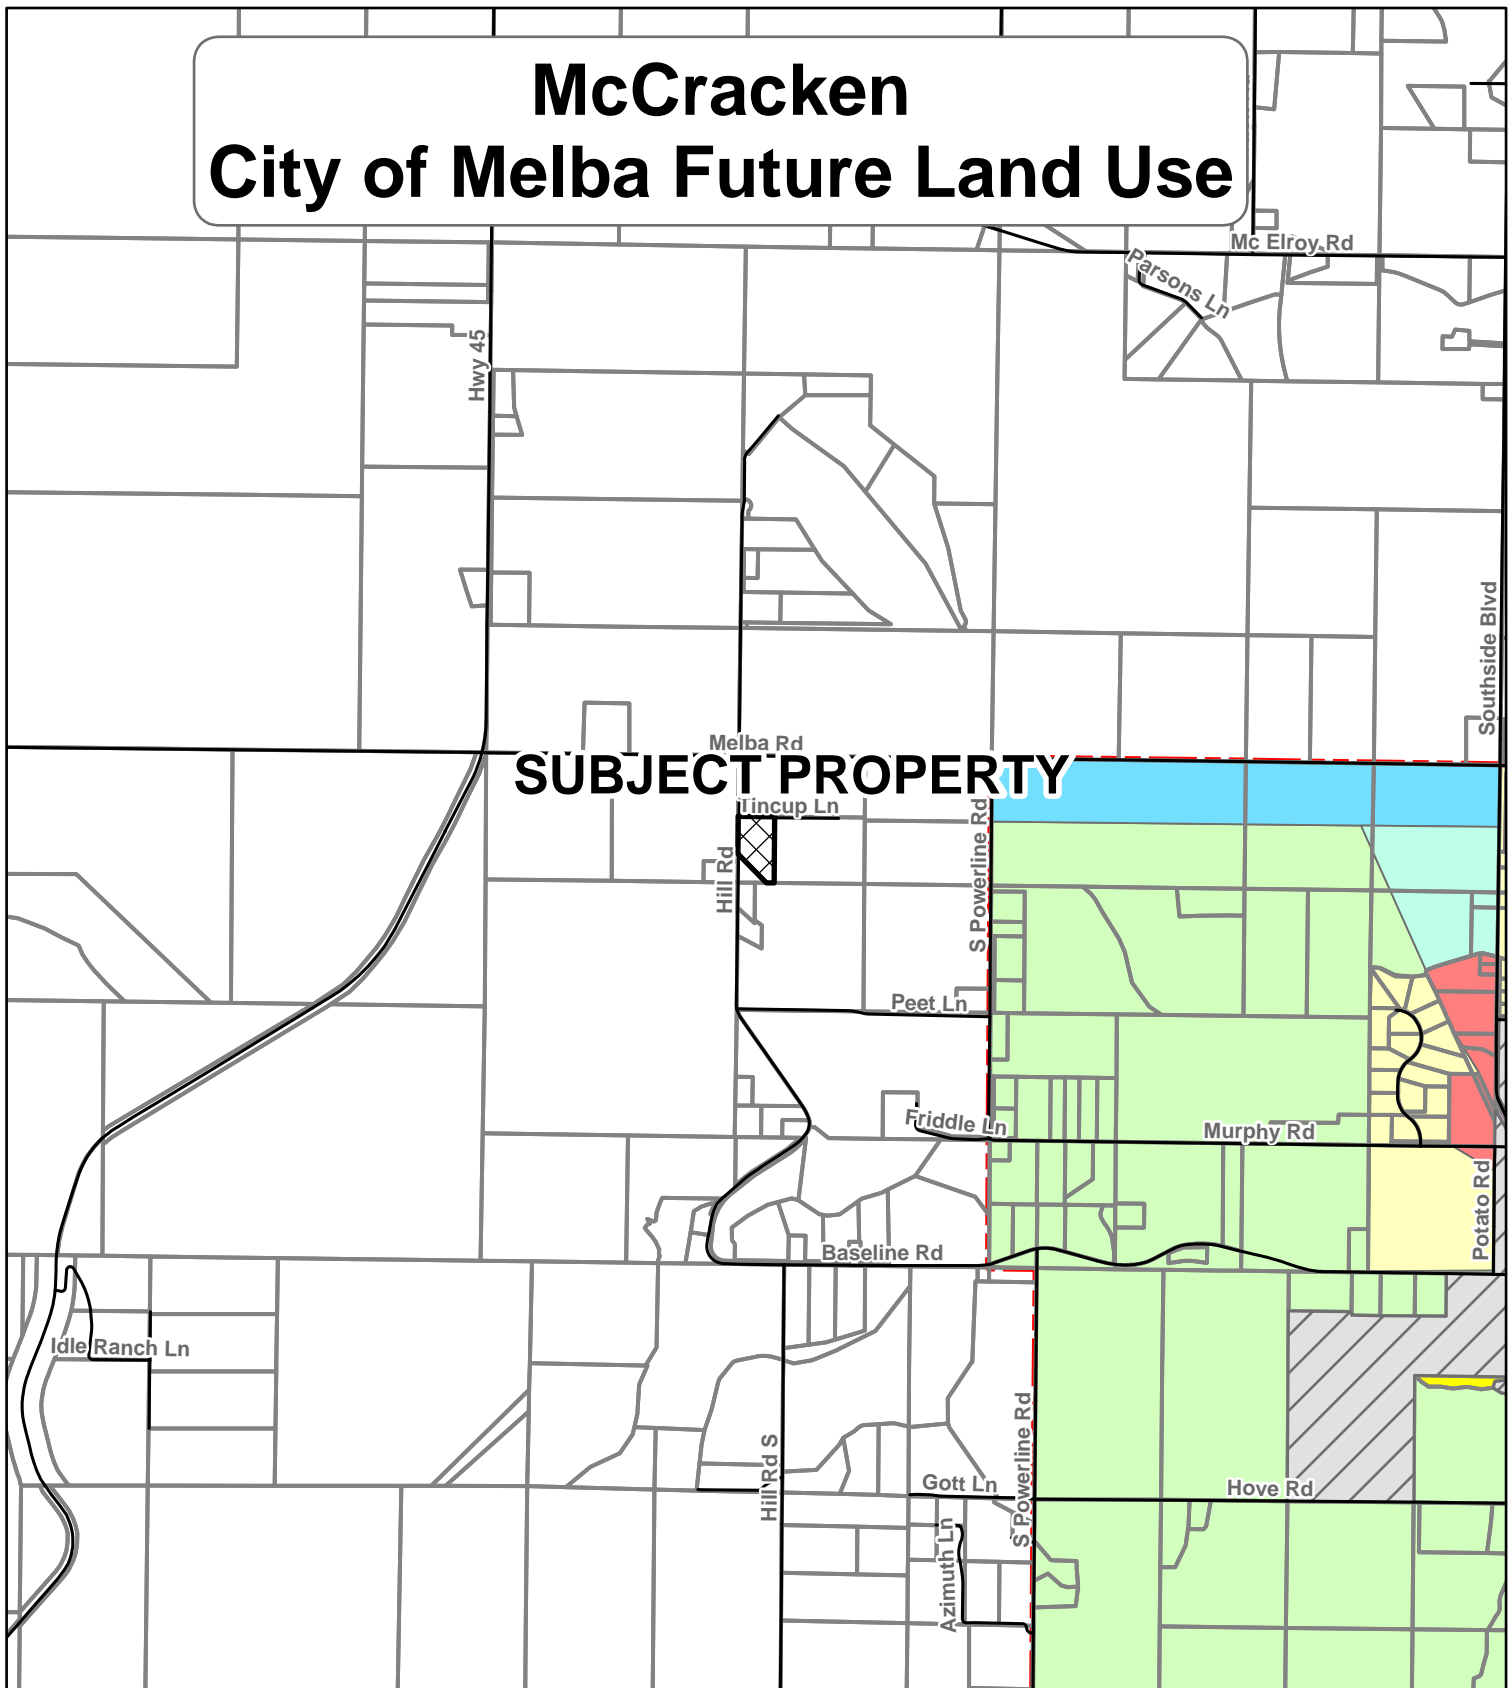 McCracken
City of Melba Future Land Use
Mc Elroy Rd
Parsons Ln
Hwy 45
Southside Blvd
Melba Rd
SUBJECT PROPERTY
Tincup Ln
Hill Rd
S Powerline Rd
Peet Ln
Friddle Ln
Murphy Rd
Potato Rd
Baseline Rd
Idle Ranch Ln
Hill Rd S
S Powerline Rd
Gott Ln
Hove Rd
Azimuth Ln